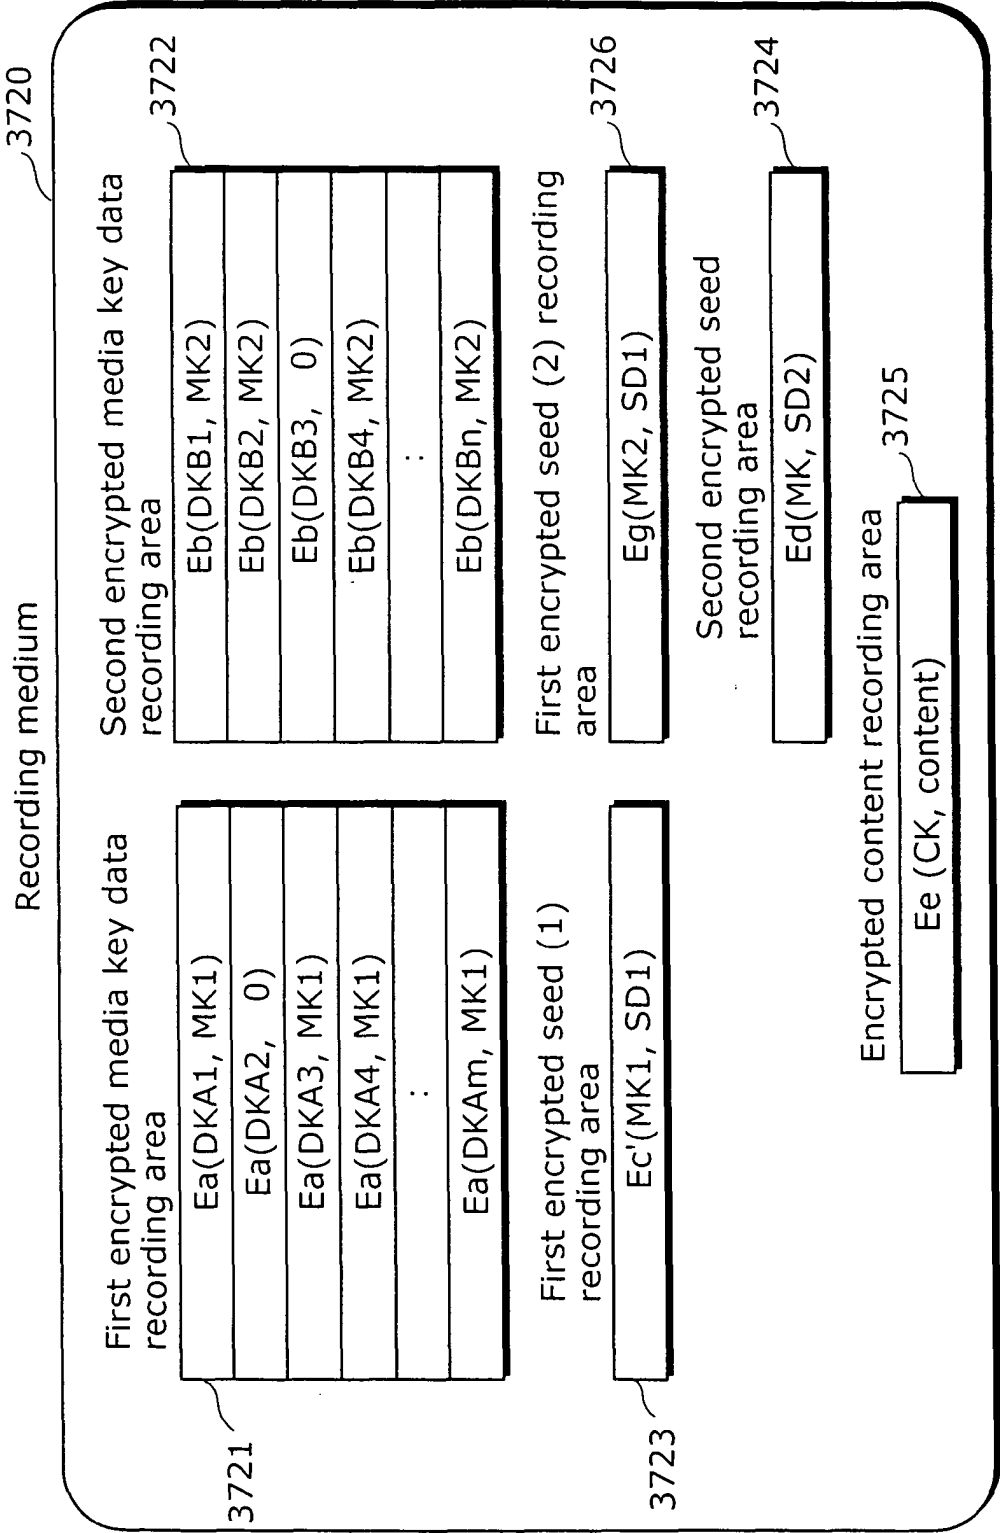 Recording medium
3720
First encrypted media key data
recording area
3721
Ea(DKA1, MK1)
Ea(DKA2, 0)
Ea(DKA3, MK1)
Ea(DKA4, MK1)
:
Ea(DKAm, MK1)
Second encrypted media key data
recording area
3722
Eb(DKB1, MK2)
Eb(DKB2, MK2)
Eb(DKB3, 0)
Eb(DKB4, MK2)
:
Eb(DKBn, MK2)
First encrypted seed (1)
recording area
3723
Ec'(MK1, SD1)
First encrypted seed (2) recording
area
3726
Eg(MK2, SD1)
Second encrypted seed
recording area
3724
Ed(MK, SD2)
Encrypted content recording area
3725
Ee (CK, content)